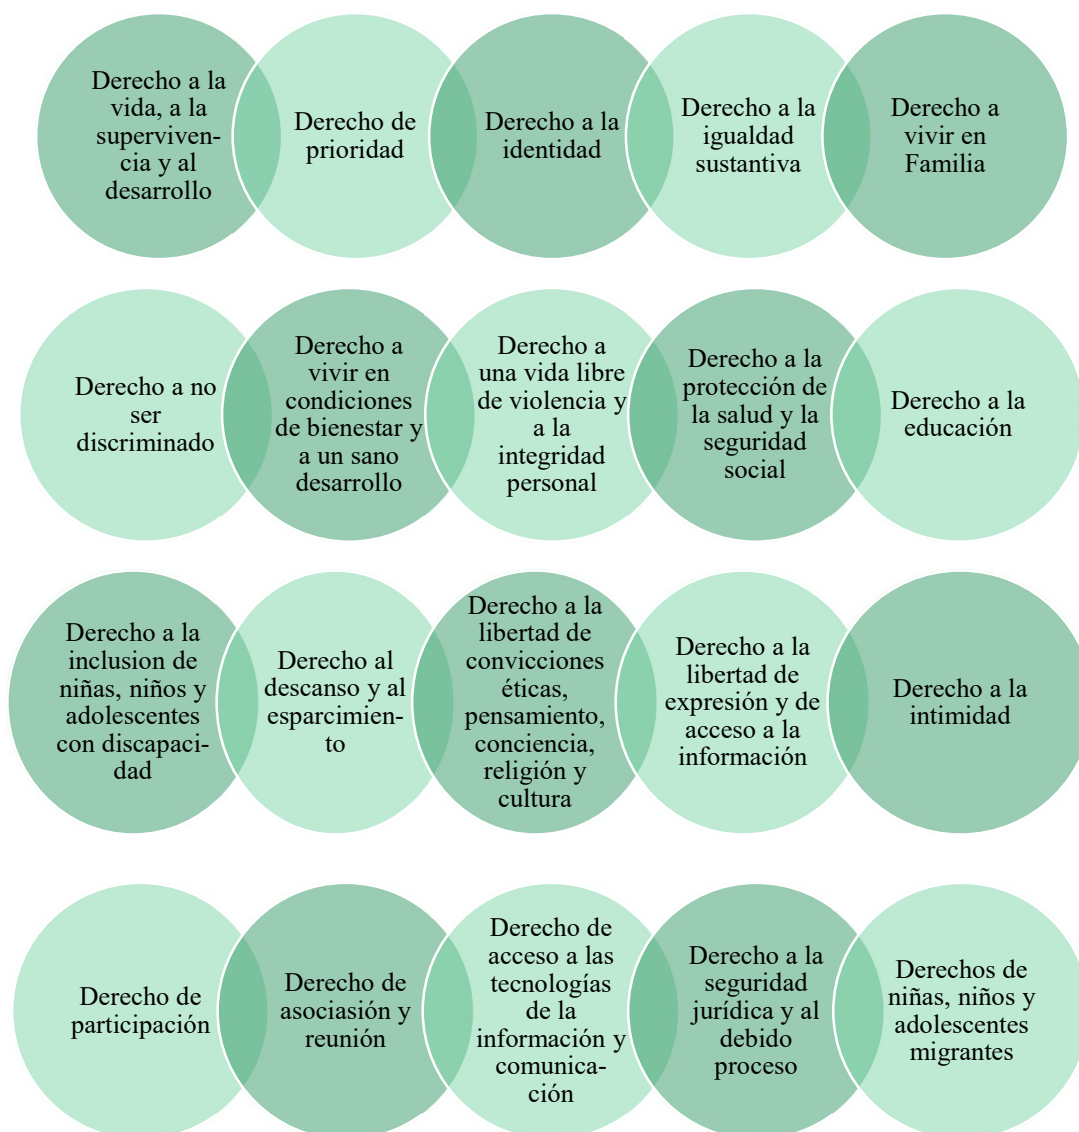 Derecho a la
vida, a la
superviven-
cia y al
desarrollo
Derecho de
prioridad
Derecho a la
identidad
Derecho a la
igualdad
sustantiva
Derecho a
vivir en
Familia
Derecho a no
ser
discriminado
Derecho a
vivir en
condiciones
de bienestar y
a un sano
desarrollo
Derecho a
una vida libre
de violencia y
a la
integridad
personal
Derecho a la
protección de
la salud y la
seguridad
social
Derecho a la
educación
Derecho a la
inclusion de
niñas, niños y
adolescentes
con discapaci-
dad
Derecho al
descanso y al
esparcimien-
to
Derecho a la
libertad de
convicciones
éticas,
pensamiento,
conciencia,
religión y
cultura
Derecho a la
libertad de
expresión y de
acceso a la
información
Derecho a la
intimidad
Derecho de
participación
Derecho de
asociasión y
reunión
Derecho de
acceso a las
tecnologías
de la
información y
comunica-
ción
Derecho a la
seguridad
jurídica y al
debido
proceso
Derechos de
niñas, niños y
adolescentes
migrantes